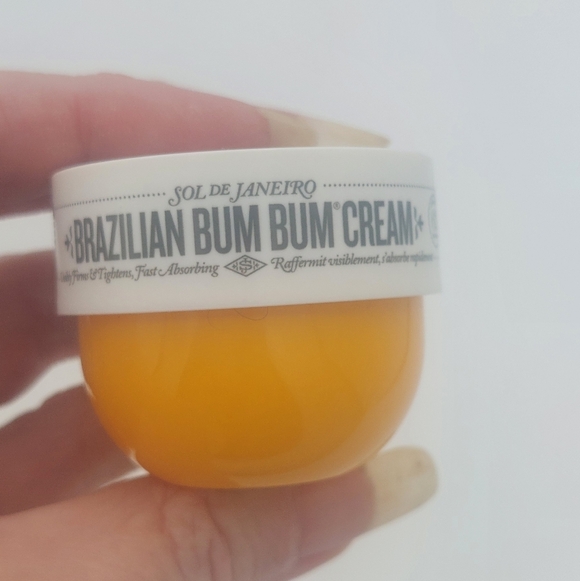 SOL DE JANEIRO
BRAZILIAN BUM BUM® CREAM
Firms & Tightens, Fast Absorbing Raffermit visiblement, s'absorbe